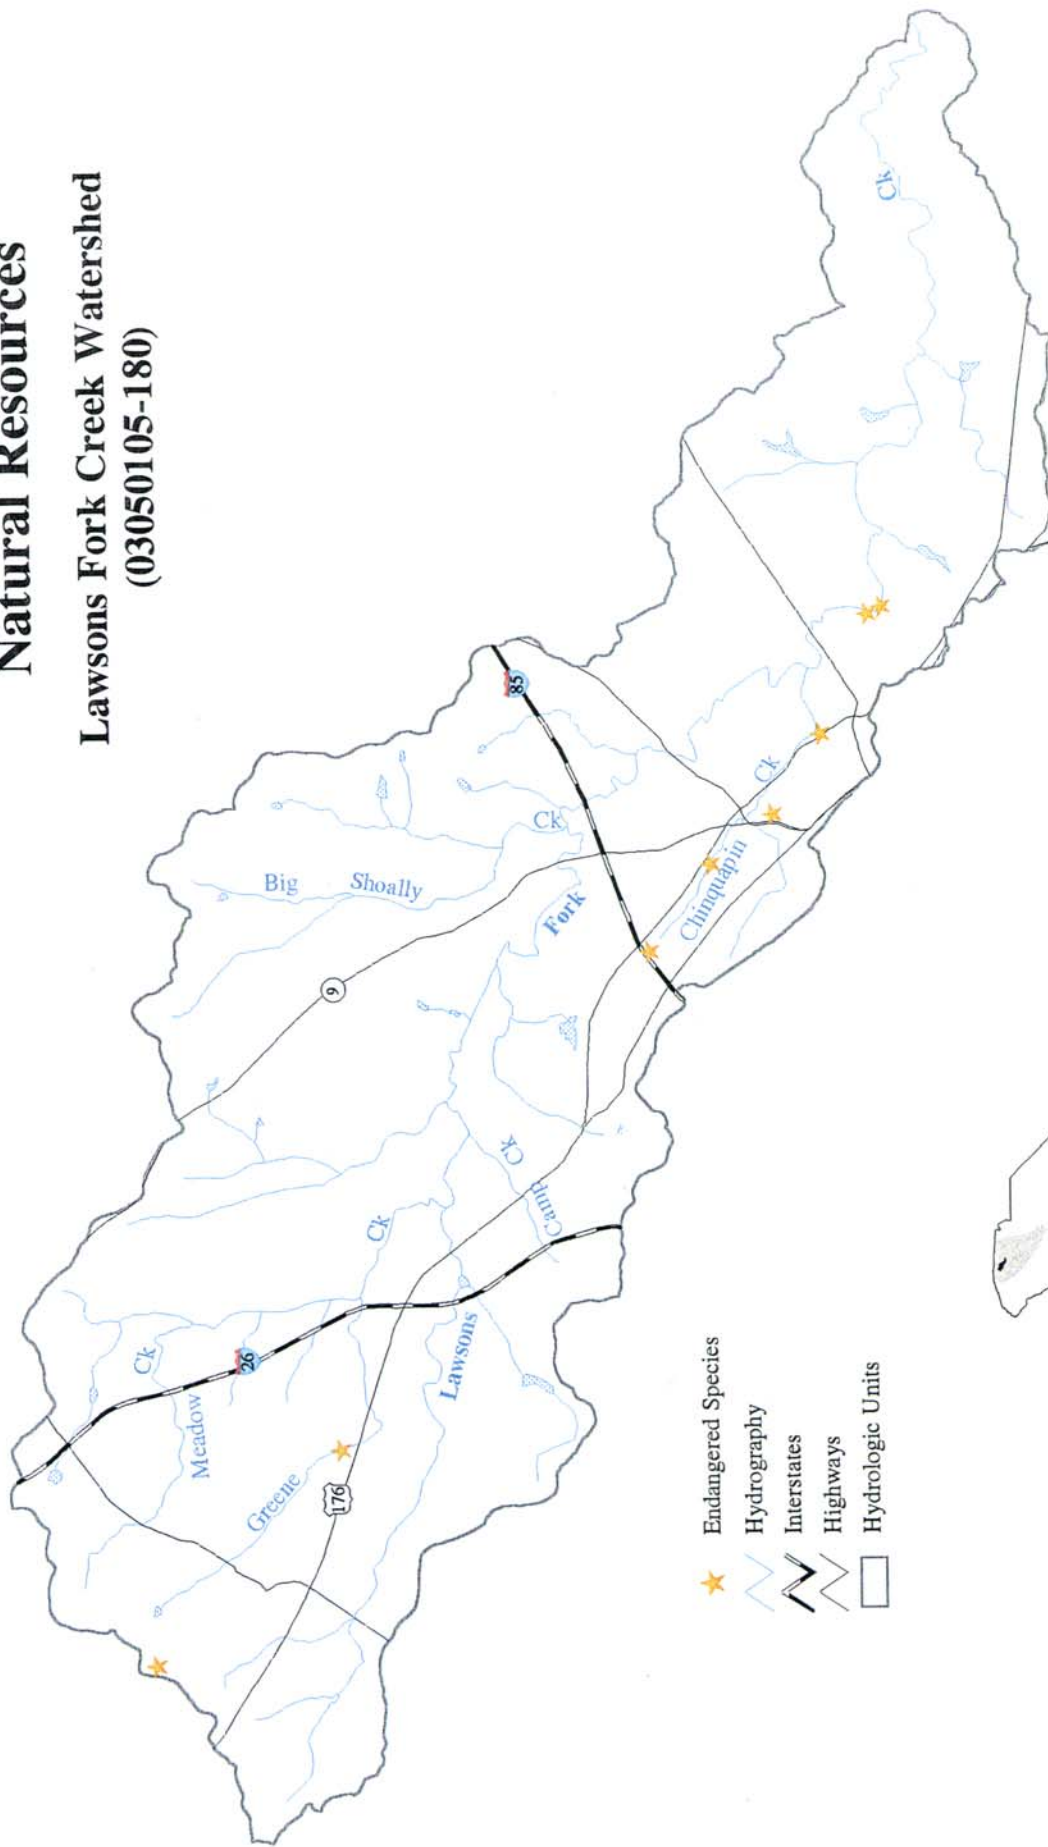 Natural Resources
Lawsons Fork Creek Watershed
(03050105-180)
Ck
85
Ck
Big Shoally
Ck
Chinquapin
Fork
9
Ck
Camp
Ck
Ck
26
Lawsons
Meadow
Greene
176
Endangered Species
Hydrography
Interstates
Highways
Hydrologic Units